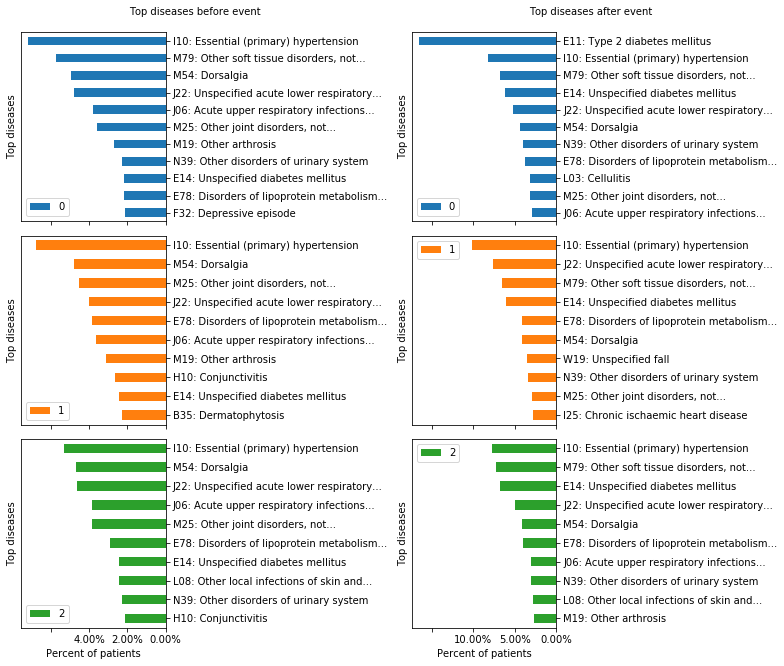 Top diseases before event
Top diseases
I10: Essential (primary) hypertension
M79: Other soft tissue disorders, not...
M54: Dorsalgia
J22: Unspecified acute lower respiratory...
J06: Acute upper respiratory infections...
M25: Other joint disorders, not...
M19: Other arthrosis
N39: Other disorders of urinary system
E14: Unspecified diabetes mellitus
E78: Disorders of lipoprotein metabolism...
F32: Depressive episode
0
Top diseases
I10: Essential (primary) hypertension
M54: Dorsalgia
M25: Other joint disorders, not...
J22: Unspecified acute lower respiratory...
E78: Disorders of lipoprotein metabolism...
J06: Acute upper respiratory infections...
M19: Other arthrosis
H10: Conjunctivitis
E14: Unspecified diabetes mellitus
B35: Dermatophytosis
1
Top diseases
I10: Essential (primary) hypertension
M54: Dorsalgia
J22: Unspecified acute lower respiratory...
J06: Acute upper respiratory infections...
M25: Other joint disorders, not...
E78: Disorders of lipoprotein metabolism...
E14: Unspecified diabetes mellitus
L08: Other local infections of skin and...
N39: Other disorders of urinary system
H10: Conjunctivitis
2
4.00% 2.00% 0.00%
Percent of patients
Top diseases after event
Top diseases
E11: Type 2 diabetes mellitus
I10: Essential (primary) hypertension
M79: Other soft tissue disorders, not...
E14: Unspecified diabetes mellitus
J22: Unspecified acute lower respiratory...
M54: Dorsalgia
N39: Other disorders of urinary system
E78: Disorders of lipoprotein metabolism...
L03: Cellulitis
M25: Other joint disorders, not...
J06: Acute upper respiratory infections...
0
Top diseases
I10: Essential (primary) hypertension
J22: Unspecified acute lower respiratory...
M79: Other soft tissue disorders, not...
E14: Unspecified diabetes mellitus
E78: Disorders of lipoprotein metabolism...
M54: Dorsalgia
W19: Unspecified fall
N39: Other disorders of urinary system
M25: Other joint disorders, not...
I25: Chronic ischaemic heart disease
1
Top diseases
I10: Essential (primary) hypertension
M79: Other soft tissue disorders, not...
E14: Unspecified diabetes mellitus
J22: Unspecified acute lower respiratory...
M54: Dorsalgia
E78: Disorders of lipoprotein metabolism...
J06: Acute upper respiratory infections...
N39: Other disorders of urinary system
L08: Other local infections of skin and...
M19: Other arthrosis
2
10.00% 5.00% 0.00%
Percent of patients